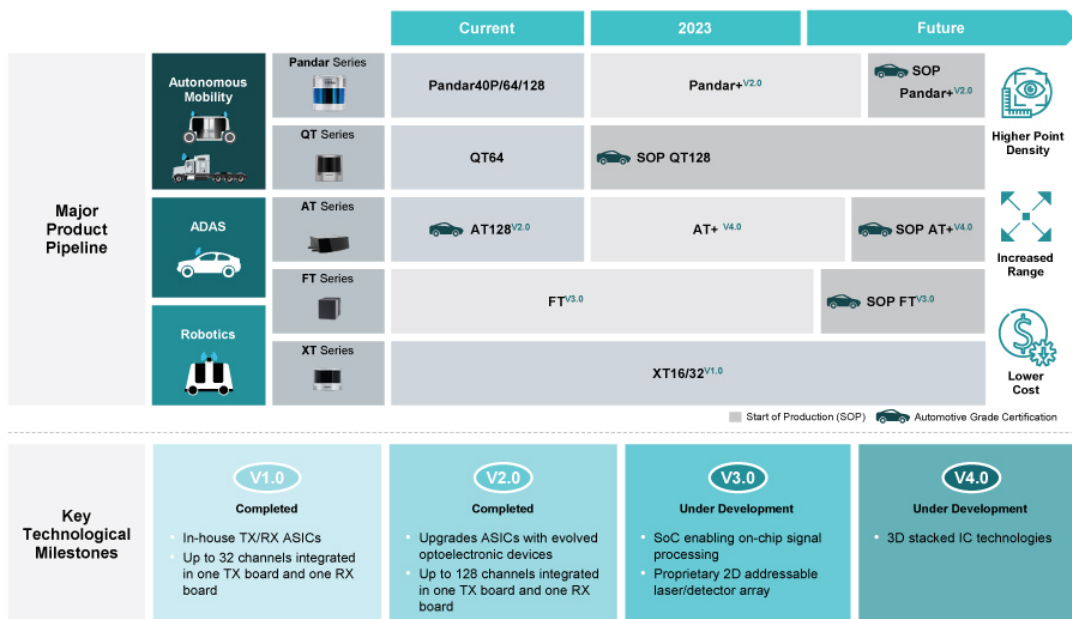 Current
2023
Future
Major
Product
Pipeline
Autonomous
Mobility
Pandar Series
Pandar40P/64/128
Pandar+V2.0
SOP
Pandar+V2.0
QT Series
QT64
SOP QT128
ADAS
AT Series
AT128V2.0
AT+ V4.0
SOP AT+V4.0
FT Series
FTV3.0
SOP FTV3.0
Robotics
XT Series
XT16/32V1.0
Higher Point
Density
Increased
Range
Lower
Cost
Start of Production (SOP)
Automotive Grade Certification
Key
Technological
Milestones
V1.0
Completed
• In-house TX/RX ASICs
• Up to 32 channels integrated
in one TX board and one RX
board
V2.0
Completed
• Upgrades ASICs with evolved
optoelectronic devices
• Up to 128 channels integrated
in one TX board and one RX
board
V3.0
Under Development
• SoC enabling on-chip signal
processing
• Proprietary 2D addressable
laser/detector array
V4.0
Under Development
• 3D stacked IC technologies